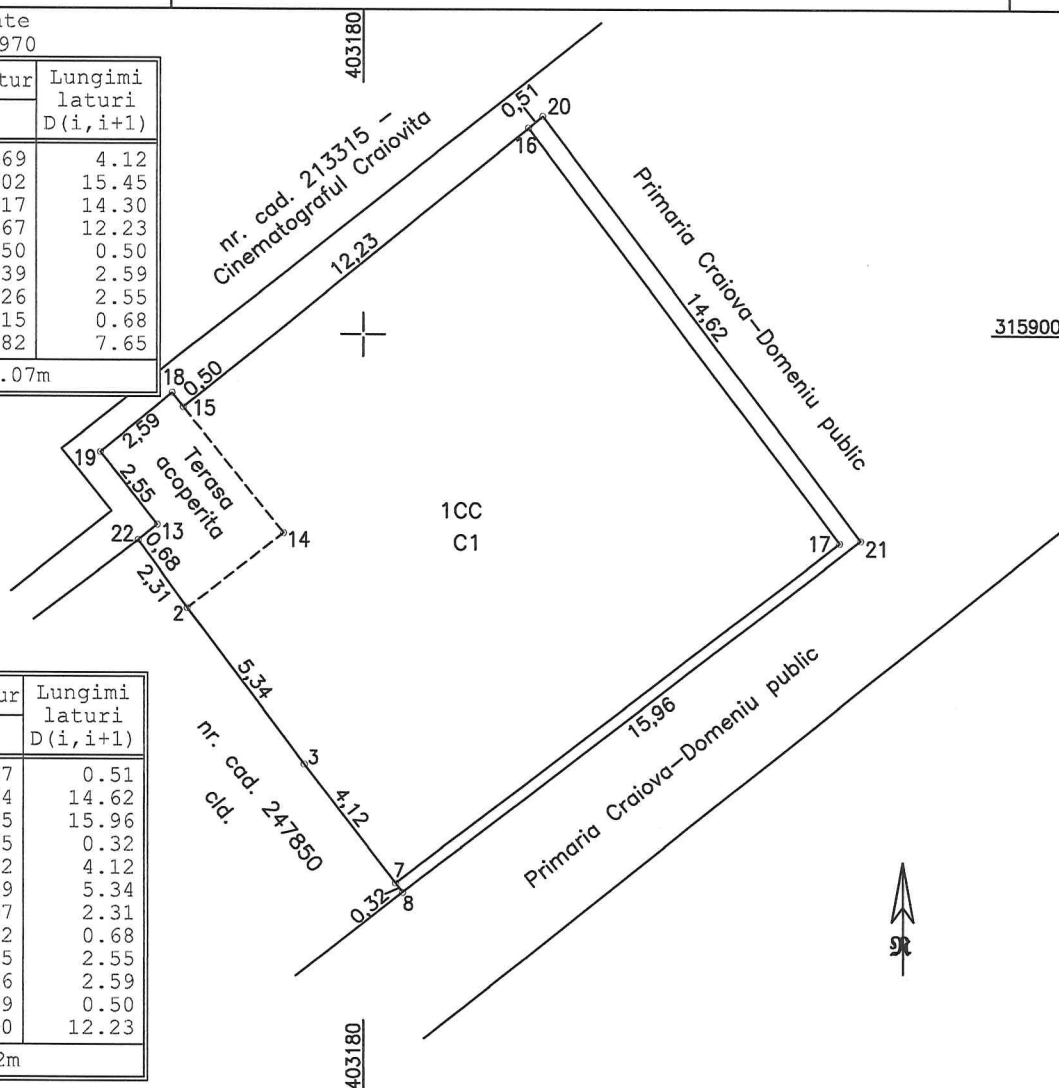 970
403180
Lungimi
laturi
D(i,i+1)
69 4.12
02 15.45
17 14.30
67 12.23
50 0.50
39 2.59
26 2.55
15 0.68
82 7.65
.07m
0,51
20
16
nr. cad. 213315 -
Cinematograful Craiovita
12,23
Primaria Craiova-Domeniu public
14,62
315900
18
0,50
15
2,59
19
2,55
Terasa
acoperita
13
22
0,68
2,31
14
2
1CC
C1
17
21
5,34
3
4,12
nr. cad. 247850
cld.
15,96
Primaria Craiova-Domeniu public
7
0,32
8
Lungimi
laturi
D(i,i+1)
7 0.51
4 14.62
5 15.96
5 0.32
2 4.12
9 5.34
7 2.31
2 0.68
5 2.55
6 2.59
9 0.50
0 12.23
2m
403180